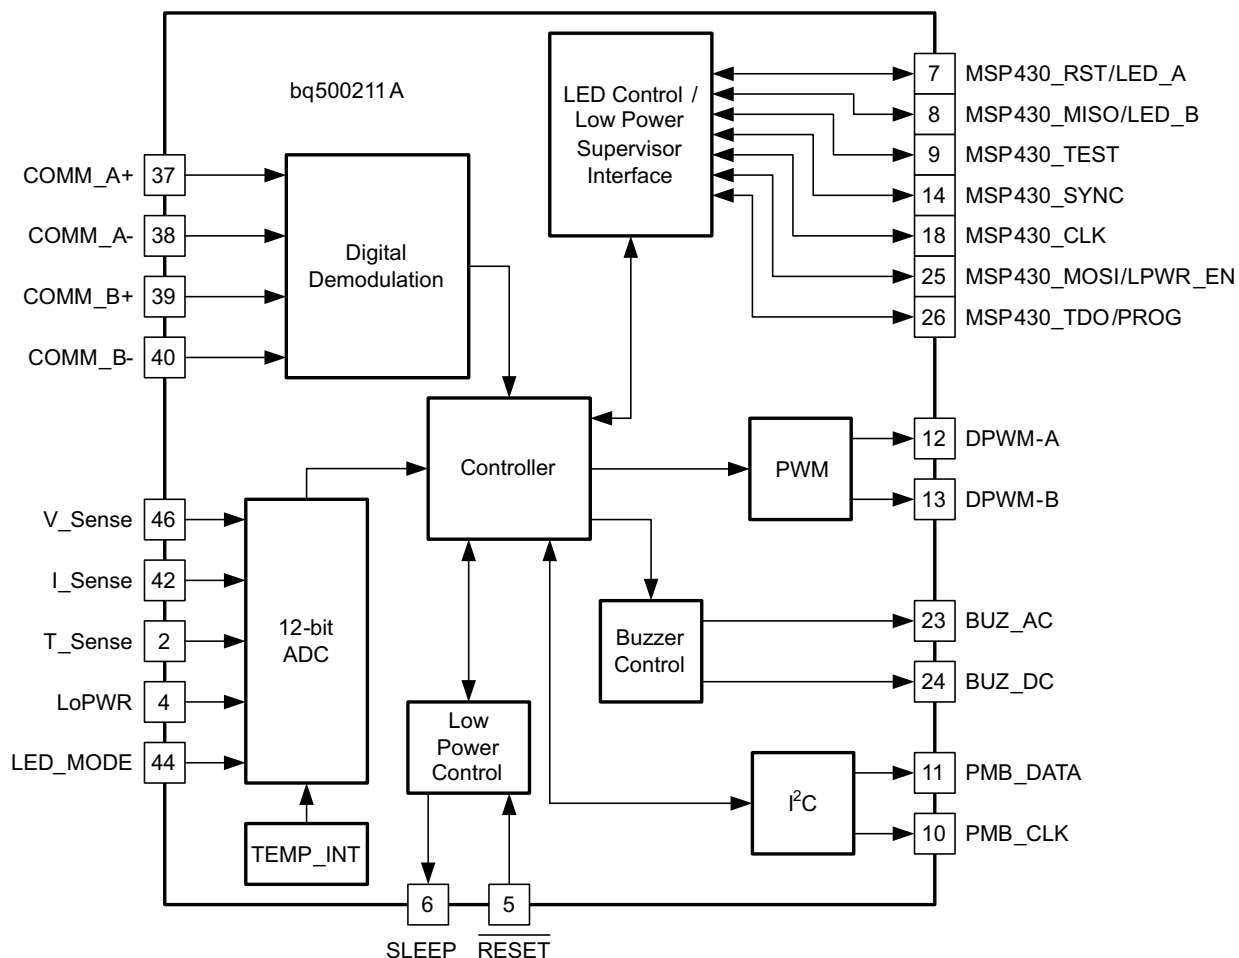 bq500211A
LED Control /
Low Power
Supervisor
Interface
7 MSP430_RST/LED_A
8 MSP430_MISO/LED_B
9 MSP430_TEST
14 MSP430_SYNC
18 MSP430_CLK
25 MSP430_MOSI/LPWR_EN
26 MSP430_TDO/PROG
COMM_A+ 37
COMM_A- 38
COMM_B+ 39
COMM_B- 40
Digital
Demodulation
Controller
PWM
12 DPWM-A
13 DPWM-B
V_Sense 46
I_Sense 42
T_Sense 2
LoPWR 4
LED_MODE 44
12-bit
ADC
TEMP_INT
Buzzer
Control
23 BUZ_AC
24 BUZ_DC
Low
Power
Control
I²C
11 PMB_DATA
10 PMB_CLK
6
SLEEP
5
RESET